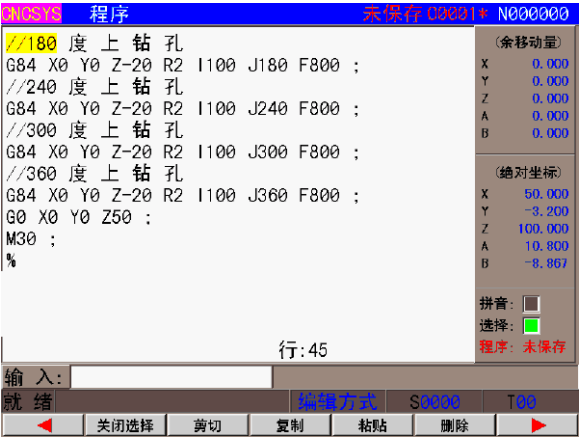 CNCSYS 程序 未保存 O0001* N000000
//180 度 上 钻 孔
G84 X0 Y0 Z-20 R2 I100 J180 F800 ;
//240 度 上 钻 孔
G84 X0 Y0 Z-20 R2 I100 J240 F800 ;
//300 度 上 钻 孔
G84 X0 Y0 Z-20 R2 I100 J300 F800 ;
//360 度 上 钻 孔
G84 X0 Y0 Z-20 R2 I100 J360 F800 ;
G0 X0 Y0 Z50 ;
M30 ;
%
行:45
(余移动量)
X 0.000
Y 0.000
Z 0.000
A 0.000
B 0.000
(绝对坐标)
X 50.000
Y -3.200
Z 100.000
A 10.800
B -8.867
拼音:
选择:
程序: 未保存
输 入:
就 绪 编辑方式 S0000 T00
关闭选择 剪切 复制 粘贴 删除